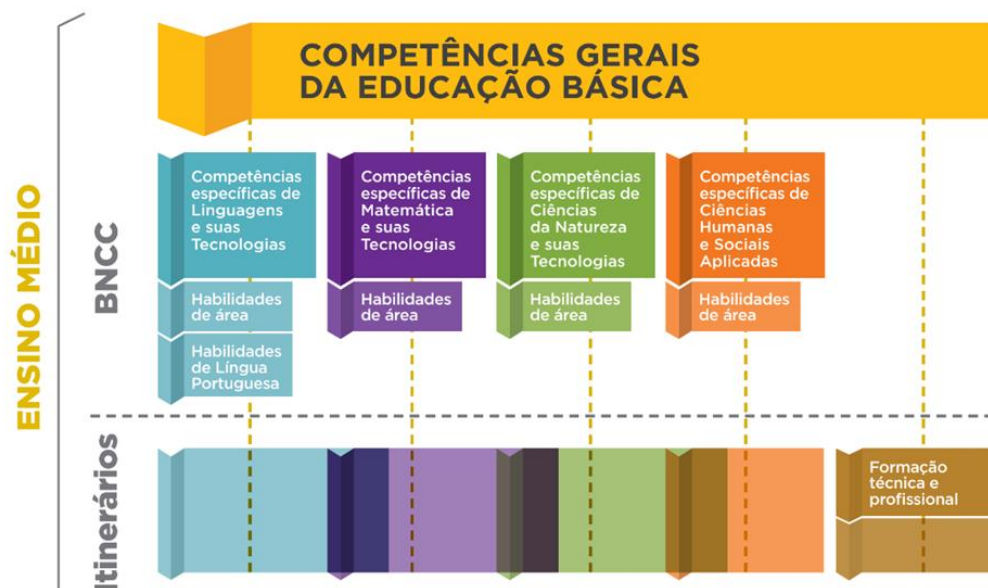 COMPETÊNCIAS GERAIS
DA EDUCAÇÃO BÁSICA
ENSINO MÉDIO
BNCC
Competências
específicas de
Linguagens
e suas
Tecnologias
Habilidades
de área
Habilidades
de Língua
Portuguesa
Competências
específicas de
Matemática
e suas
Tecnologias
Habilidades
de área
Competências
específicas de
Ciências
da Natureza
e suas
Tecnologias
Habilidades
de área
Competências
específicas de
Ciências
Humanas
e Sociais
Aplicadas
Habilidades
de área
Itinerários
Formação
técnica e
profissional